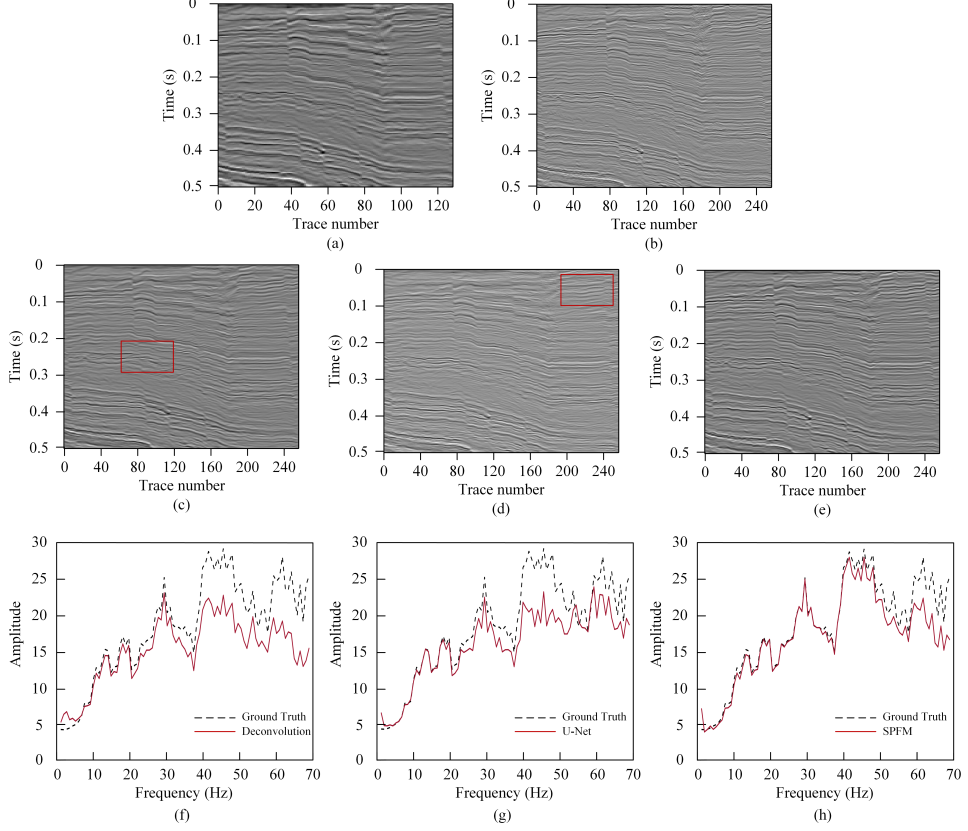 0
0.1
0.2
0.3
0.4
0.5
Time (s)
0 20 40 60 80 100 120
Trace number
(a)
0
0.1
0.2
0.3
0.4
0.5
Time (s)
0 40 80 120 160 200 240
Trace number
(b)
0
0.1
0.2
0.3
0.4
0.5
Time (s)
0 40 80 120 160 200 240
Trace number
(c)
0
0.1
0.2
0.3
0.4
0.5
Time (s)
0 40 80 120 160 200 240
Trace number
(d)
0
0.1
0.2
0.3
0.4
0.5
Time (s)
0 40 80 120 160 200 240
Trace number
(e)
30
25
20
15
10
5
0
Amplitude
Ground Truth
Deconvolution
0 10 20 30 40 50 60 70
Frequency (Hz)
(f)
30
25
20
15
10
5
0
Amplitude
Ground Truth
U-Net
0 10 20 30 40 50 60 70
Frequency (Hz)
(g)
30
25
20
15
10
5
0
Amplitude
Ground Truth
SPFM
0 10 20 30 40 50 60 70
Frequency (Hz)
(h)